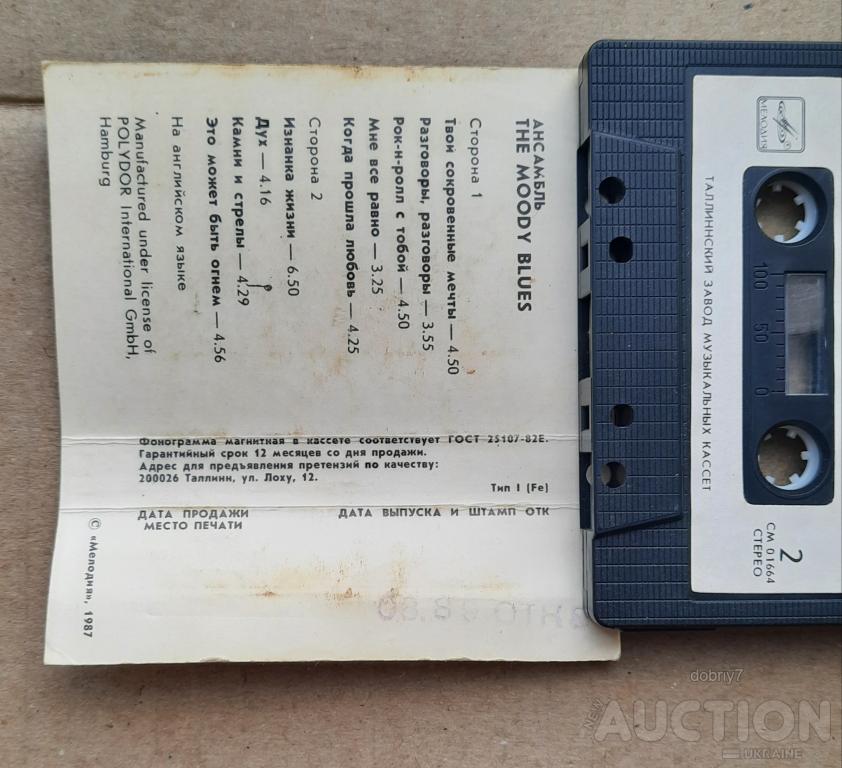 АНСАМБЛЬ
THE MOODY BLUES
Сторона 1
Твои сокровенные мечты — 4.50
Разговоры, разговоры — 3.55
Рок-н-ролл с тобой — 4.50
Мне все равно — 3.25
Когда прошла любовь — 4.25
Сторона 2
Изнанка жизни — 6.50
Дух — 4.16
Камни и стрелы — 4.29
Это может быть огнем — 4.56
На английском языке
Manufactured under license of
POLYDOR International GmbH,
Hamburg
Фонограмма магнитная в кассете соответствует ГОСТ 25107-82Е.
Гарантийный срок 12 месяцев со дня продажи.
Адрес для предъявления претензий по качеству:
200026 Таллинн, ул. Лоху, 12.
Тип I (Fe)
ДАТА ПРОДАЖИ
МЕСТО ПЕЧАТИ
ДАТА ВЫПУСКА И ШТАМП ОТК
© «Мелодия», 1987
МЕЛОДИЯ
ТАЛЛИННСКИЙ ЗАВОД МУЗЫКАЛЬНЫХ КАССЕТ
100 50 0
2
СМ 01664
СТЕРЕО
dobriy7
NEW
AUCTION
UKRAINE